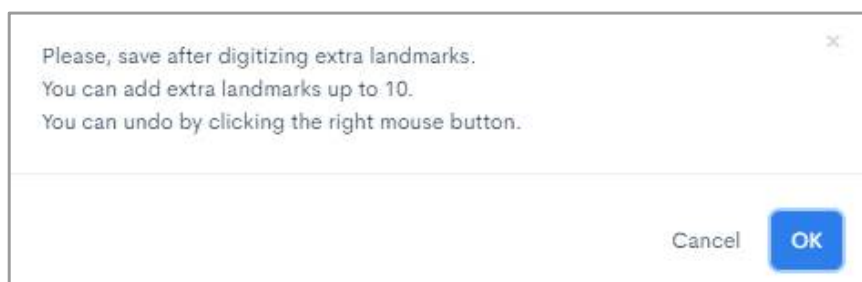 Please, save after digitizing extra landmarks.
You can add extra landmarks up to 10.
You can undo by clicking the right mouse button.
Cancel OK